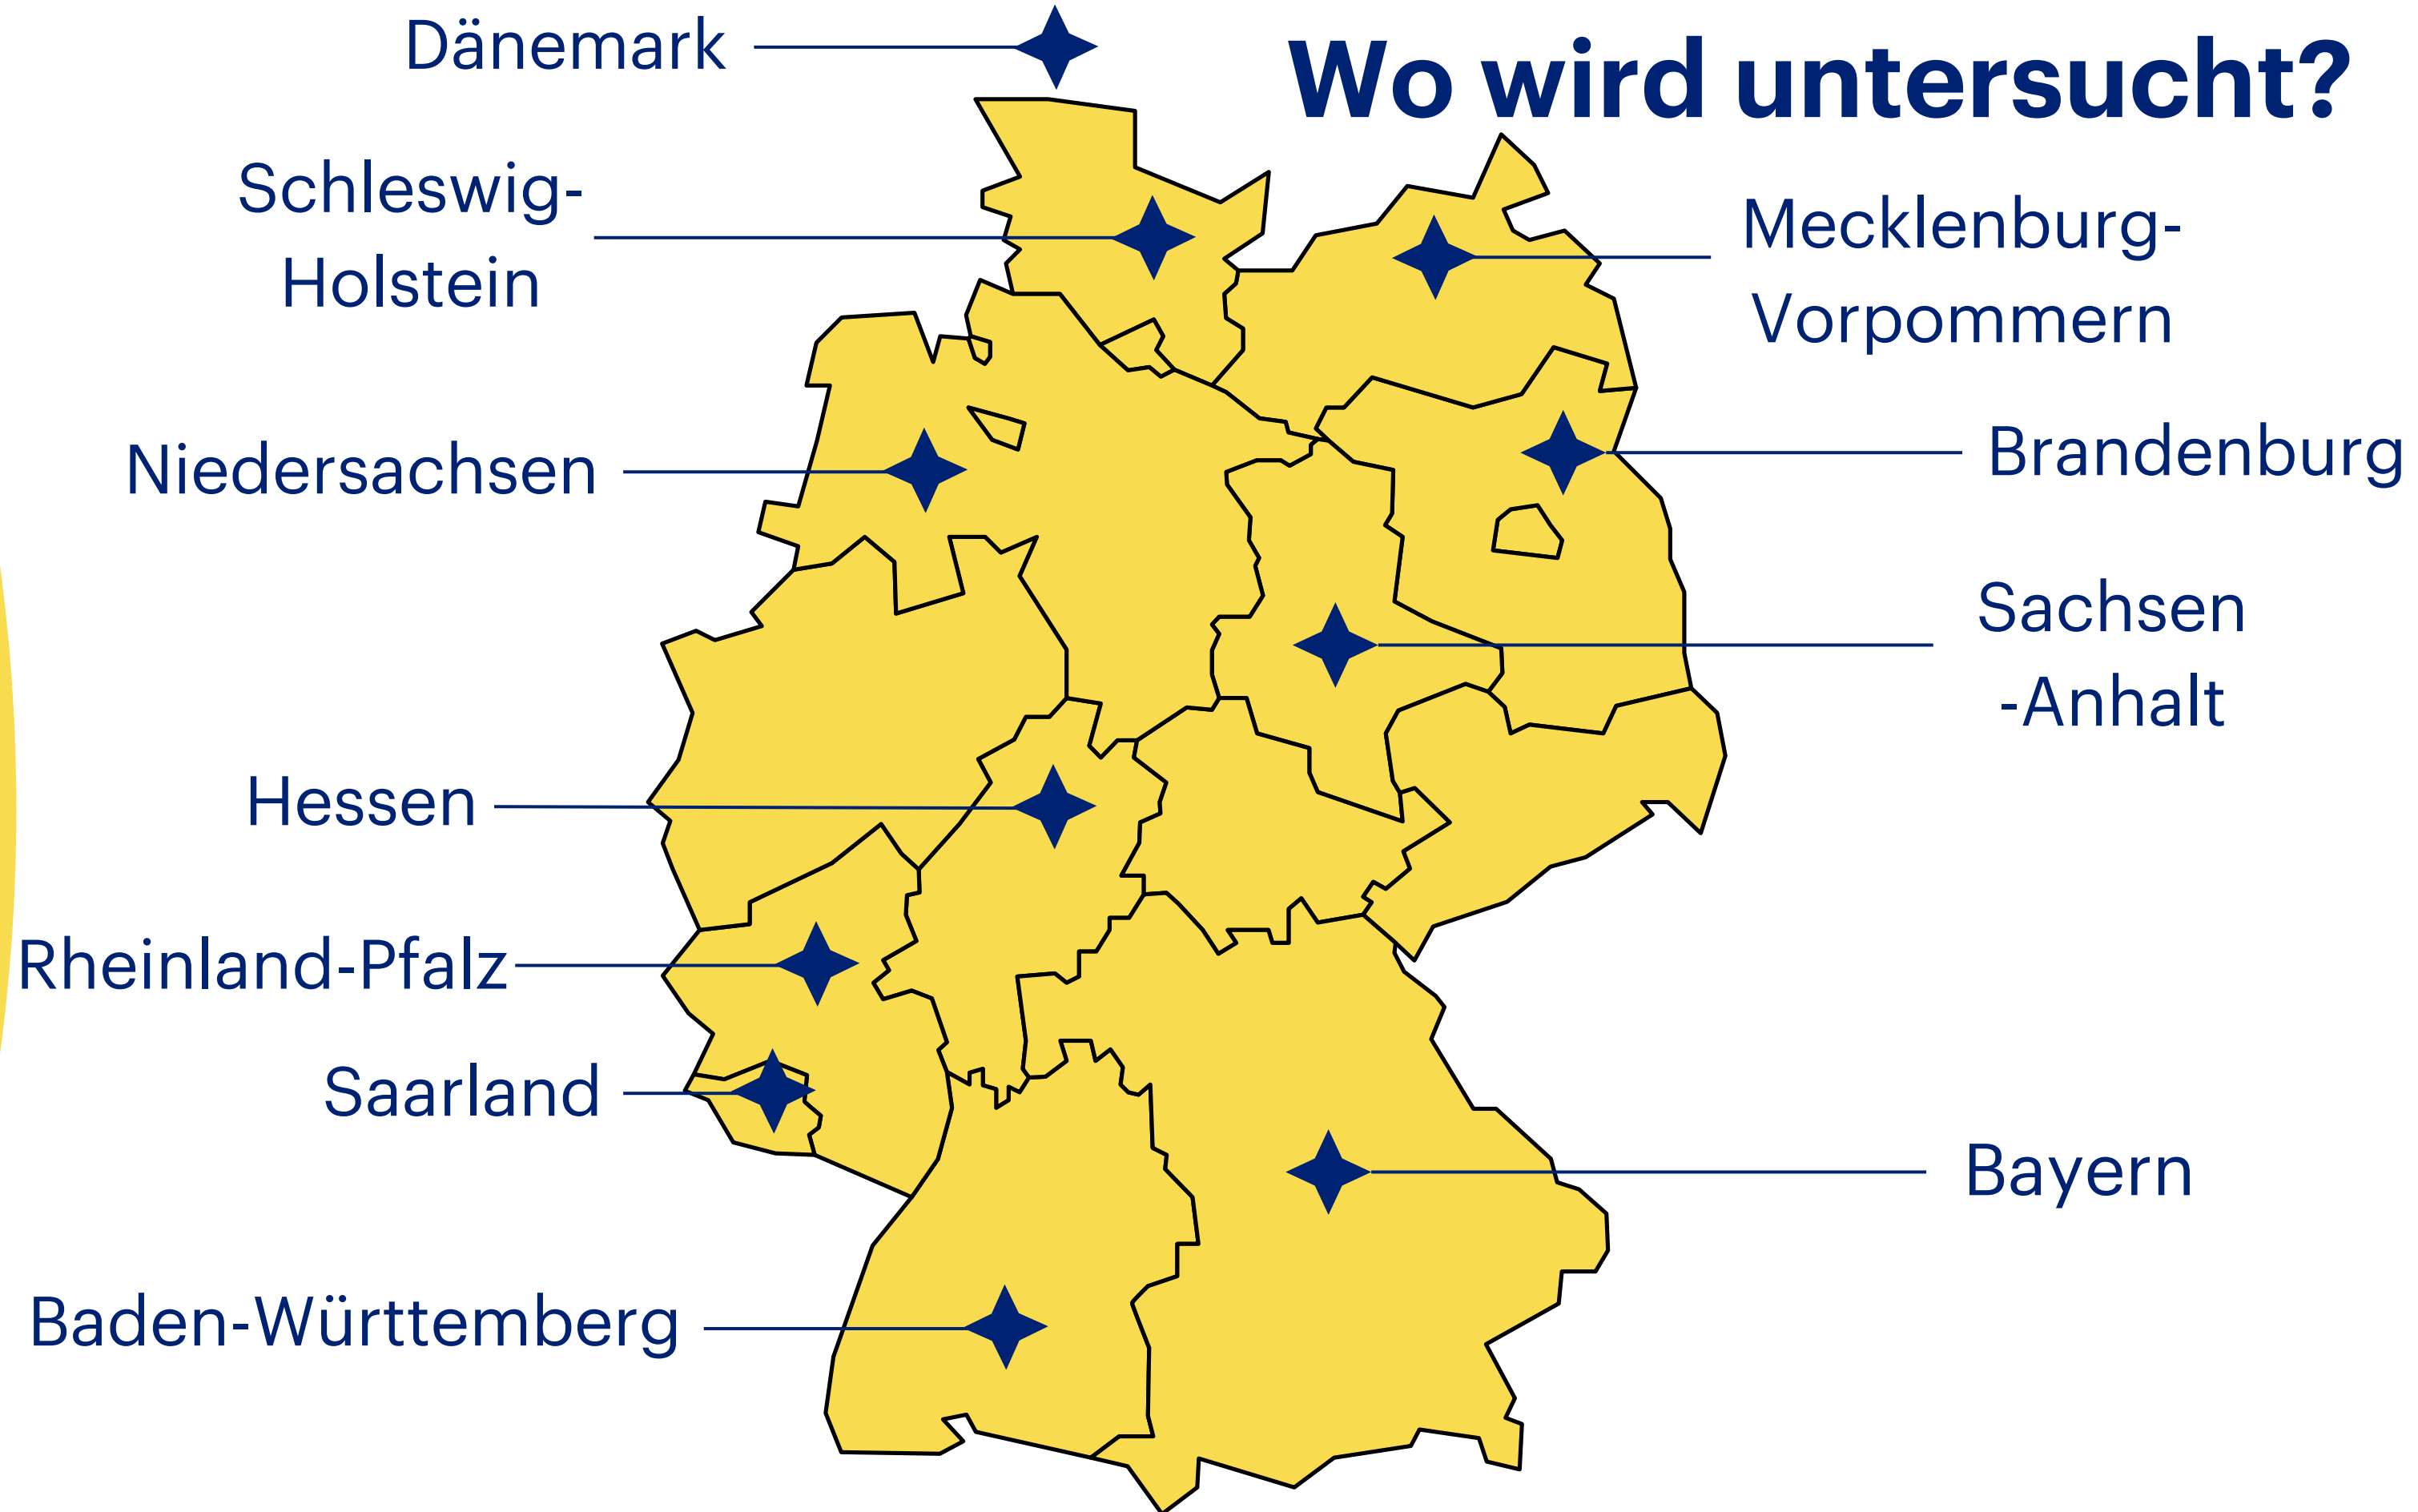 Wo wird untersucht?
Dänemark
Schleswig-
Holstein
Niedersachsen
Hessen
Rheinland-Pfalz
Saarland
Baden-Württemberg
Mecklenburg-
Vorpommern
Brandenburg
Sachsen
-Anhalt
Bayern